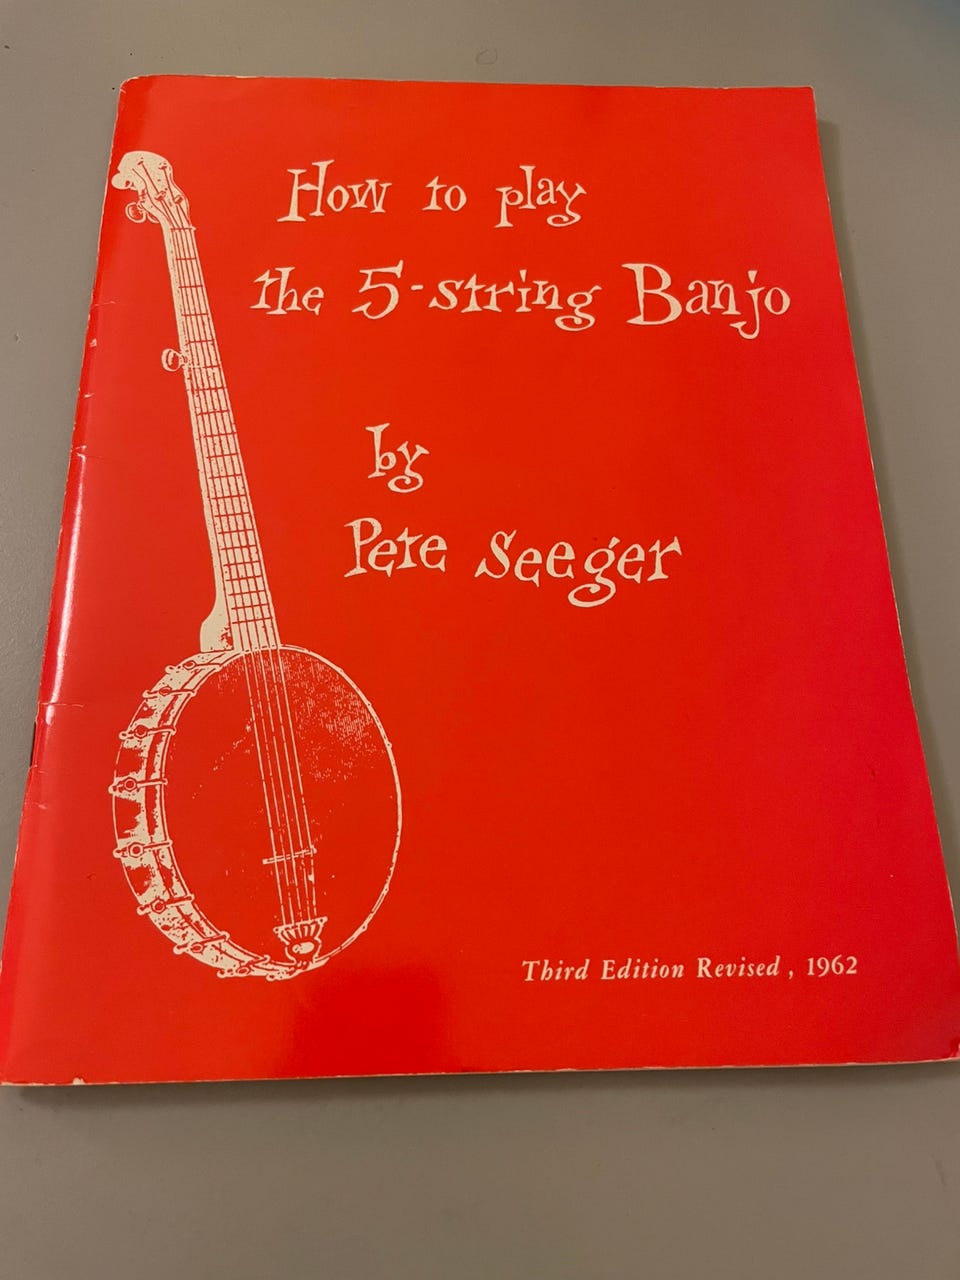 How to play
the 5-string Banjo
by
Pete Seeger
Third Edition Revised, 1962